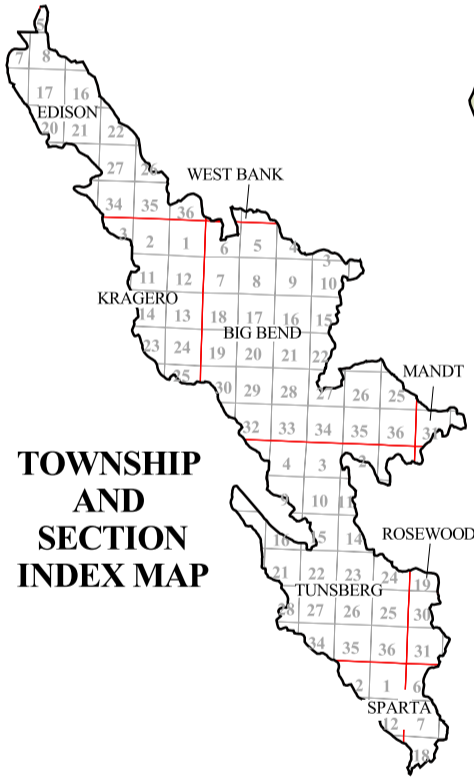 5
7 8
17 16
EDISON
20 21 22
27 26
WEST BANK
34 35 36
3 2 1 6 5 4 3
11 12 7 8 9 10
KRAGERO
14 13 18 17 16 15
BIG BEND
23 24 19 20 21 22
25 30 29 28 27 26 25
MANDT
32 33 34 35 36 31
TOWNSHIP
AND
SECTION
INDEX MAP
4 3 2
9 10 11
16 15 14
ROSEWOOD
21 22 23 24 19
TUNSBERG
28 27 26 25 30
34 35 36 31
2 1 6
SPARTA
12 7
18